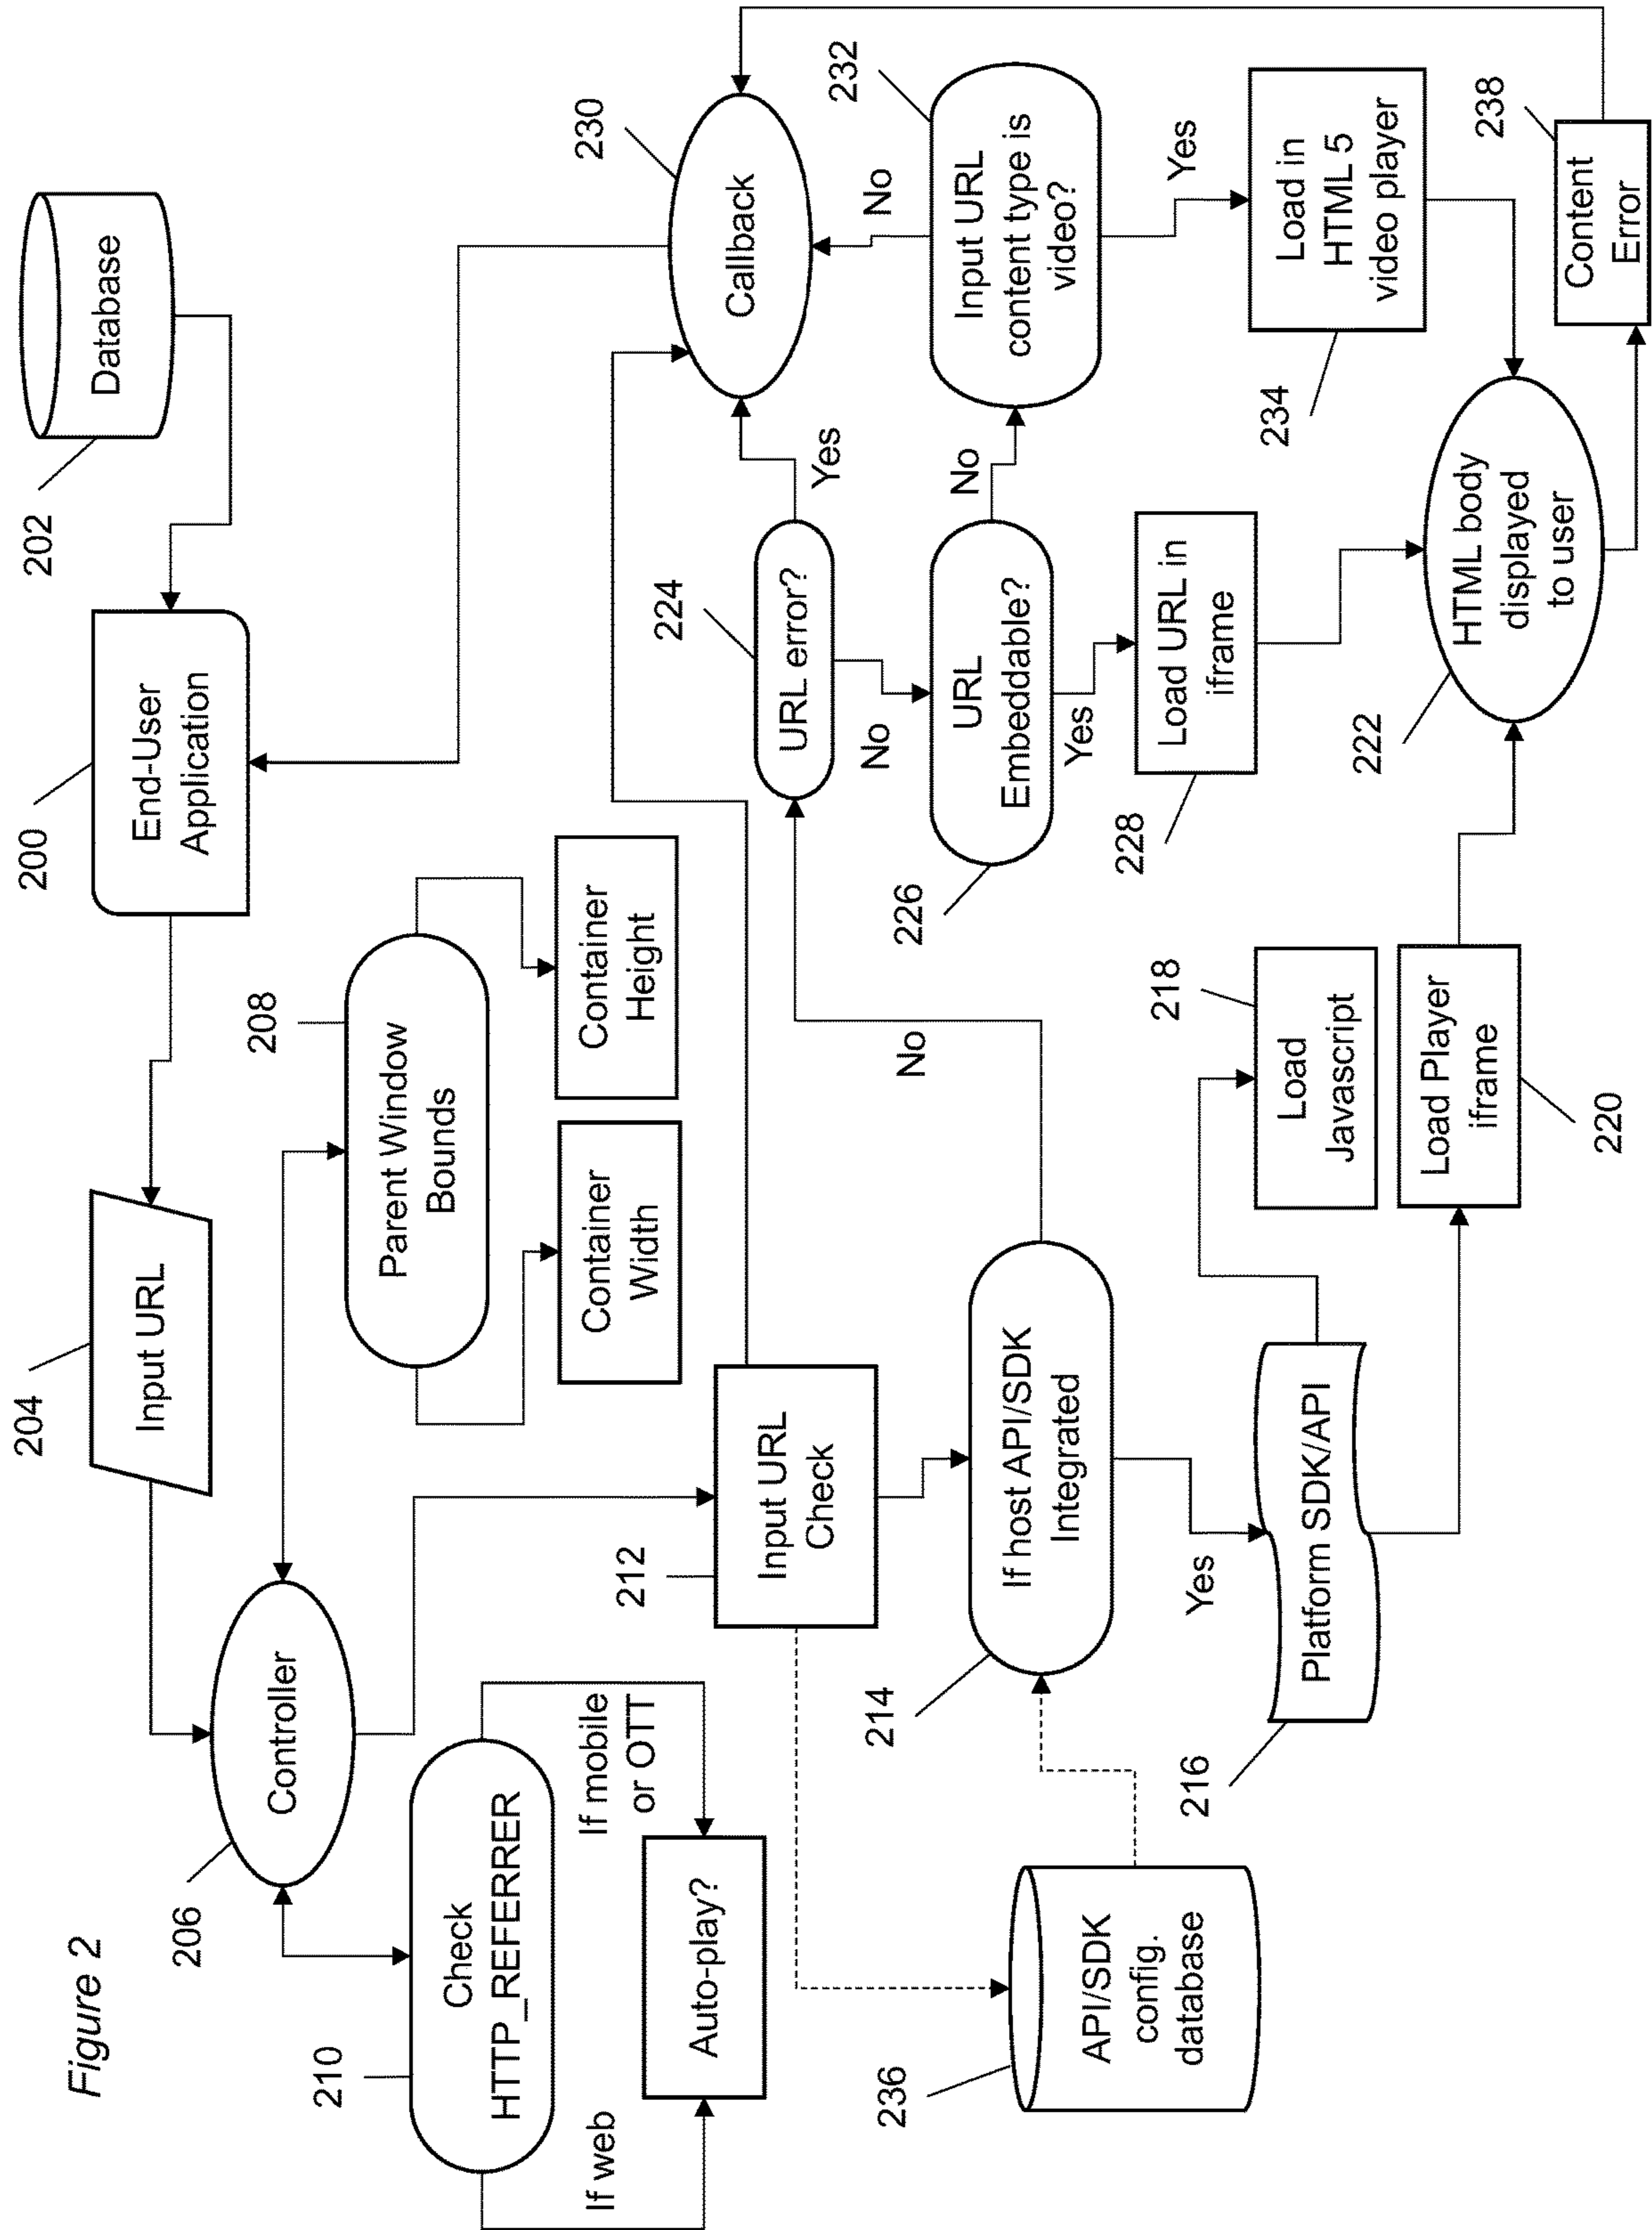 Figure 2
202
Database
200
End-User
Application
204
Input URL
206
Controller
208
Parent Window
Bounds
Container
Width
Container
Height
210
Check
HTTP_REFERRER
If web
If mobile
or OTT
Auto-play?
212
Input URL
Check
230
Callback
224
URL error?
Yes
No
214
If host API/SDK
Integrated
No
Yes
236
API/SDK
config.
database
226
URL
Embeddable?
No
Yes
232
Input URL
content type is
video?
No
Yes
216
Platform SDK/API
218
Load
Javascript
Load Player
iframe
220
228
Load URL in
iframe
234
Load in
HTML 5
video player
222
HTML body
displayed
to user
238
Content
Error